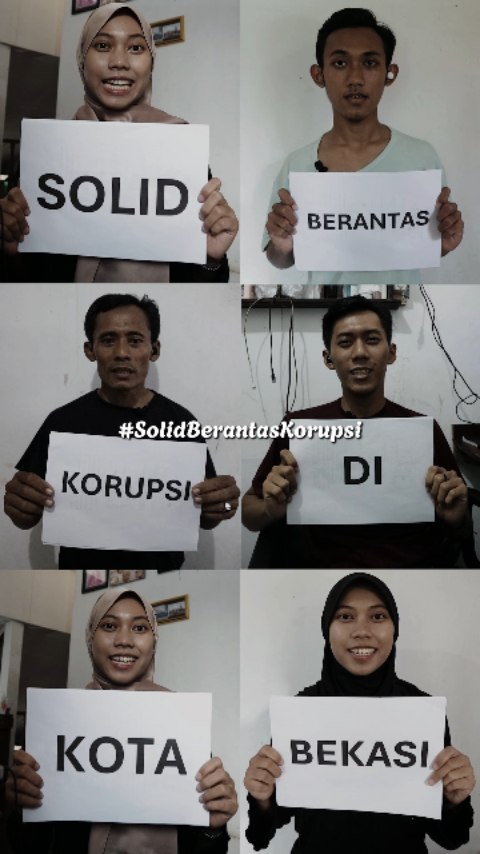 SOLID
BERANTAS
#SolidBerantasKorupsi
KORUPSI
DI
KOTA
BEKASI